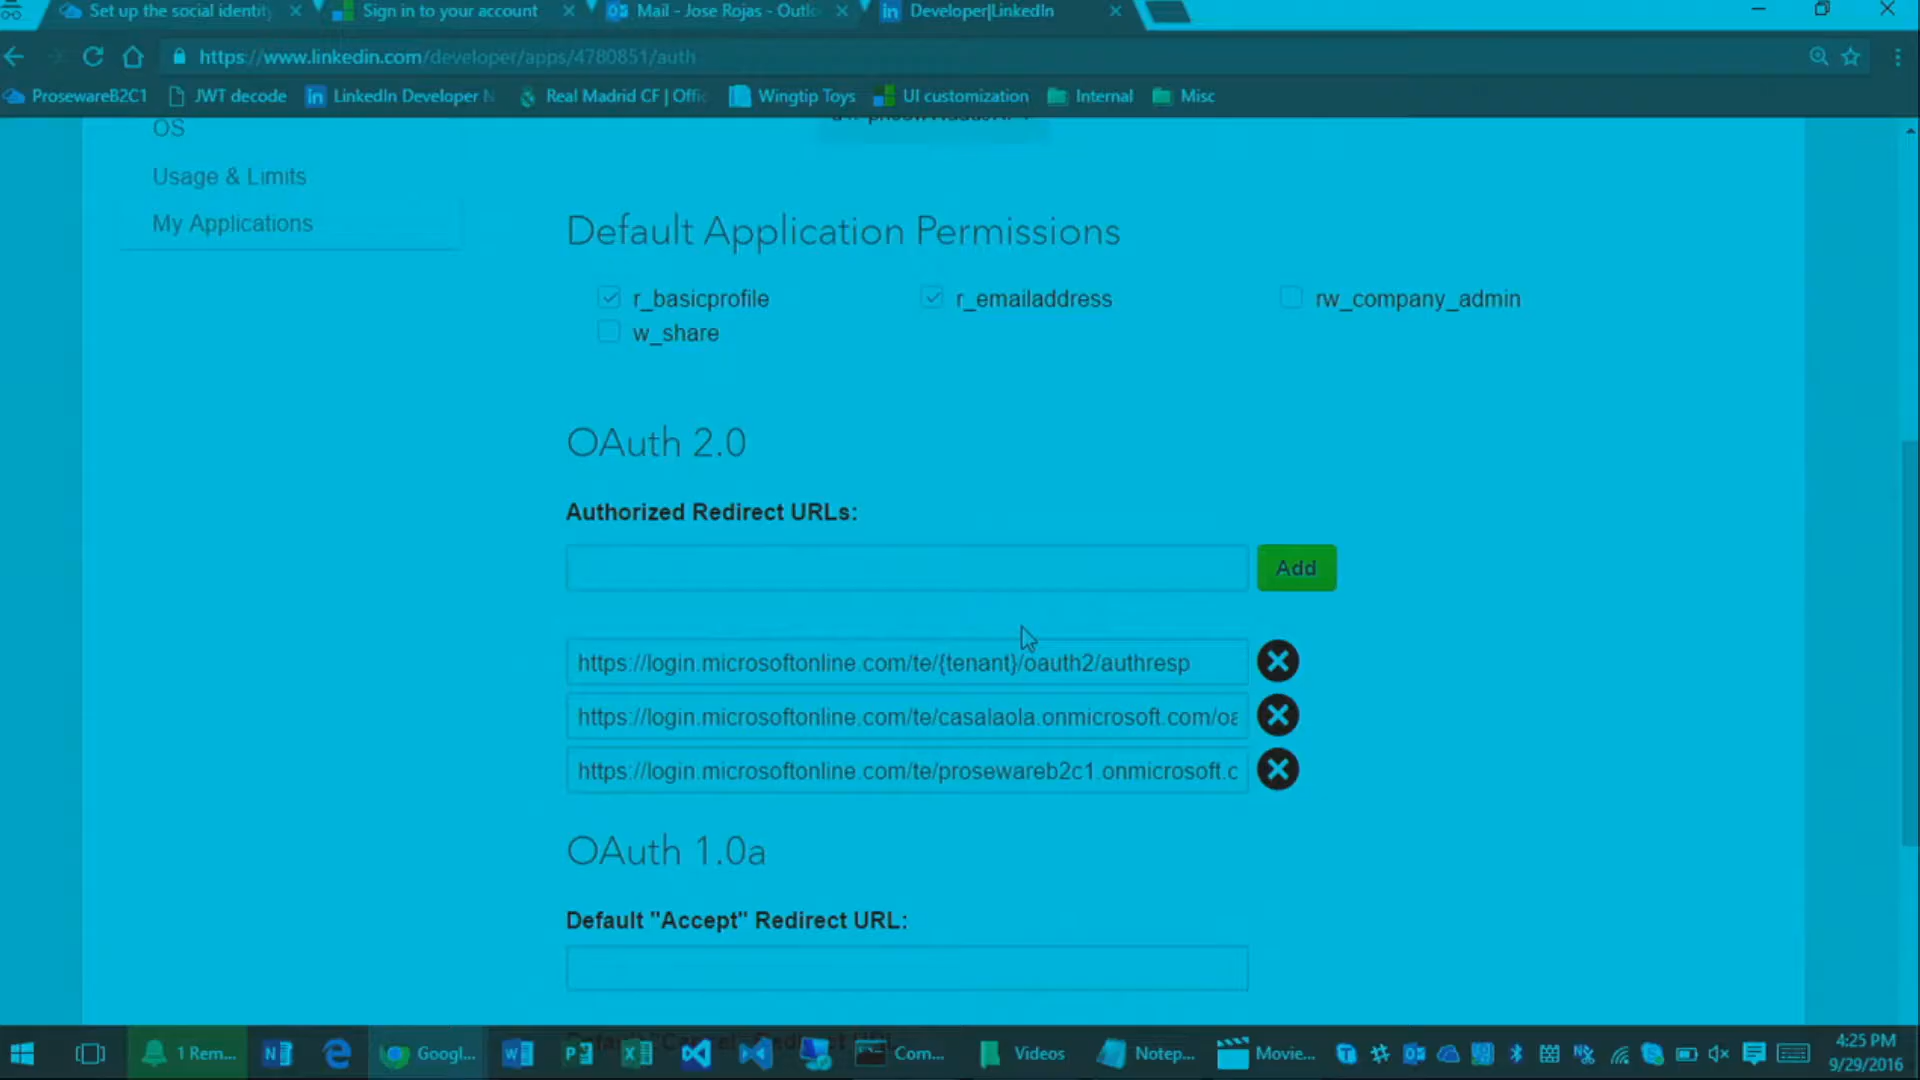 Set up the social identity
Sign in to your account
Mail - Jose Rojas - Outlo
Developer|LinkedIn
https://www.linkedin.com/developer/apps/4780851/auth
ProsewareB2C1
JWT decode
LinkedIn Developer N
Real Madrid CF | Offic
Wingtip Toys
UI customization
Internal
Misc
OS
Usage & Limits
My Applications
Default Application Permissions
r_basicprofile
r_emailaddress
rw_company_admin
w_share
OAuth 2.0
Authorized Redirect URLs:
Add
https://login.microsoftonline.com/te/{tenant}/oauth2/authresp
https://login.microsoftonline.com/te/casalaola.onmicrosoft.com/oa
https://login.microsoftonline.com/te/prosewareb2c1.onmicrosoft.c
OAuth 1.0a
Default "Accept" Redirect URL:
1 Rem...
Googl...
Com...
Videos
Notep...
Movie...
4:25 PM
9/29/2016